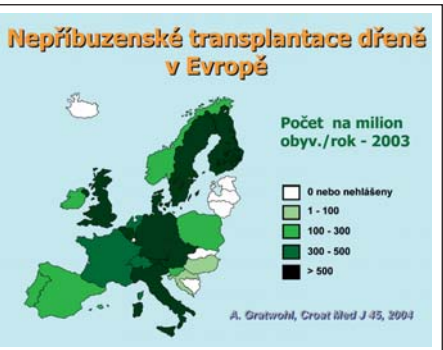 Nepříbuzenské transplantace dřeně
v Evropě
Počet na milion
obyv./rok - 2003
0 nebo nehlášeny
1 - 100
100 - 300
300 - 500
> 500
A. Gratwohl, Croat Med J 45, 2004